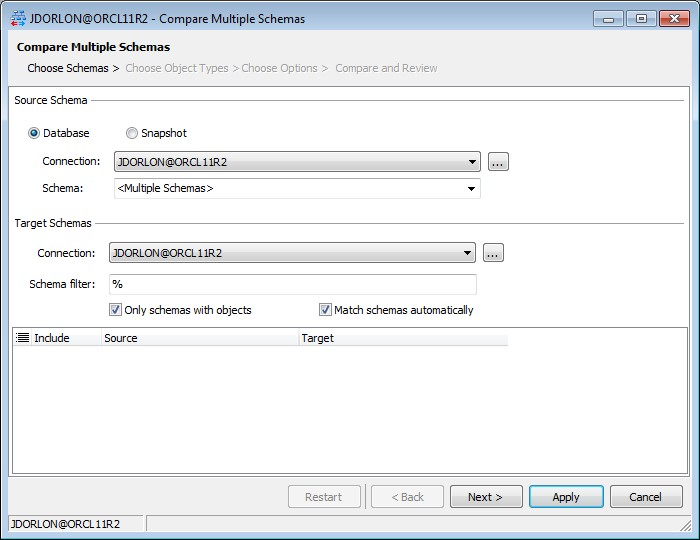 JDORLON@ORCL11R2 - Compare Multiple Schemas
Compare Multiple Schemas
Choose Schemas > Choose Object Types > Choose Options > Compare and Review
Source Schema
Database Snapshot
Connection: JDORLON@ORCL11R2 ...
Schema: <Multiple Schemas>
Target Schemas
Connection: JDORLON@ORCL11R2 ...
Schema filter: %
Only schemas with objects Match schemas automatically
Include Source Target
Restart < Back Next > Apply Cancel
JDORLON@ORCL11R2